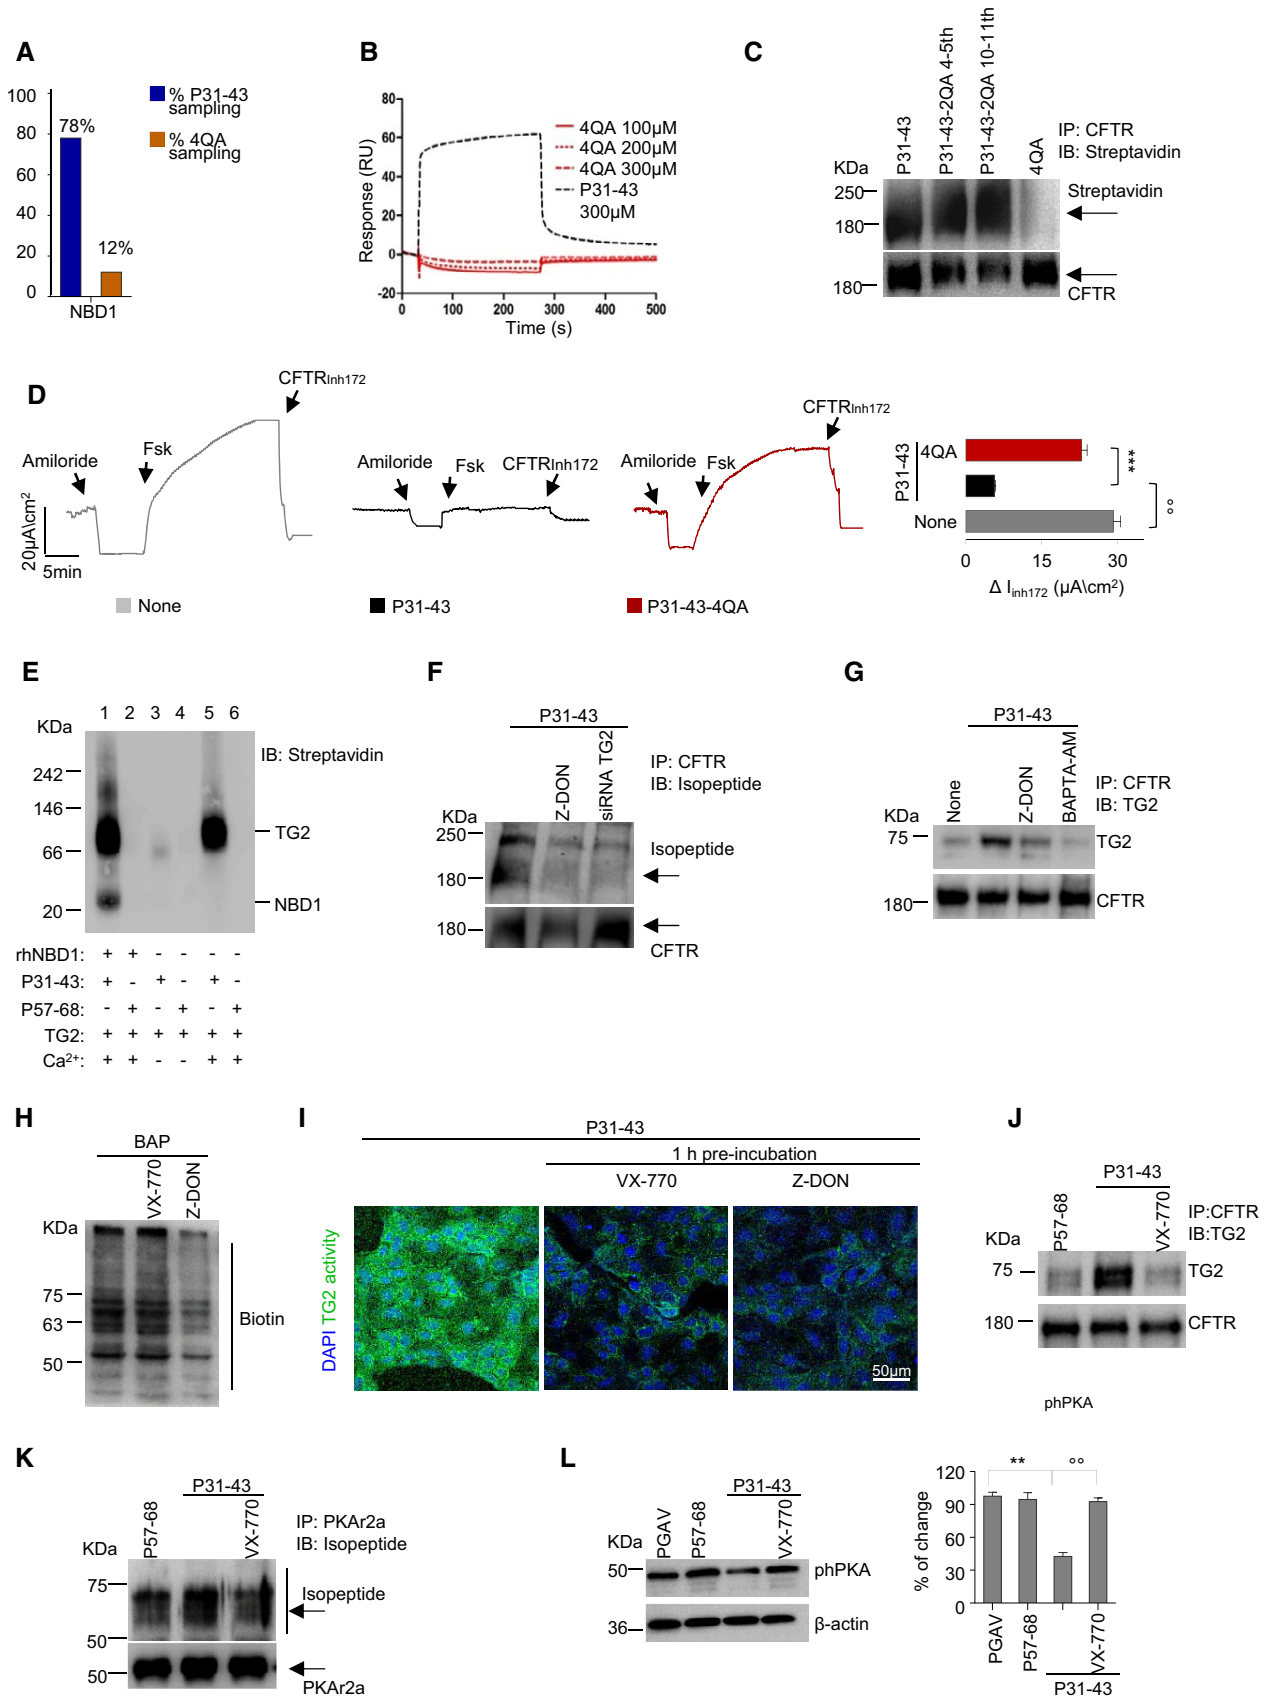 A
100
80
60
40
20
0
78%
12%
NBD1
% P31-43
sampling
% 4QA
sampling
B
Response (RU)
80
60
40
20
0
-20
0
100
200
300
400
500
Time (s)
4QA 100µM
4QA 200µM
4QA 300µM
P31-43
300µM
C
KDa
P31-43
P31-43-2QA 4-5th
P31-43-2QA 10-11th
4QA
IP: CFTR
IB: Streptavidin
250
180
Streptavidin
180
CFTR
D
Amiloride
Fsk
CFTRInh172
20µA\cm2
5min
Amiloride
Fsk
CFTRInh172
Amiloride
Fsk
CFTRInh172
None
P31-43
P31-43-4QA
P31-43
4QA
None
***
°°
0
15
30
Δ Iinh172 (µA\cm2)
E
KDa
1 2 3 4 5 6
IB: Streptavidin
242
146
66
20
TG2
NBD1
rhNBD1: + + - - - -
P31-43: + - + - + -
P57-68: - + - + - +
TG2: + + + + + +
Ca2+: + + - - + +
F
P31-43
Z-DON
siRNA TG2
IP: CFTR
IB: Isopeptide
KDa
250
180
Isopeptide
180
CFTR
G
P31-43
None
Z-DON
BAPTA-AM
IP: CFTR
IB: TG2
KDa
75
TG2
180
CFTR
H
BAP
VX-770
Z-DON
KDa
75
63
50
Biotin
I
P31-43
1 h pre-incubation
VX-770
Z-DON
DAPI TG2 activity
50µm
J
P31-43
P57-68
VX-770
IP:CFTR
IB:TG2
KDa
75
TG2
180
CFTR
K
P31-43
P57-68
VX-770
IP: PKAr2a
IB: Isopeptide
KDa
75
50
Isopeptide
50
PKAr2a
L
P31-43
PGAV
P57-68
VX-770
KDa
50
phPKA
36
β-actin
phPKA
% of change
120
90
60
30
0
**
°°
PGAV
P57-68
VX-770
P31-43